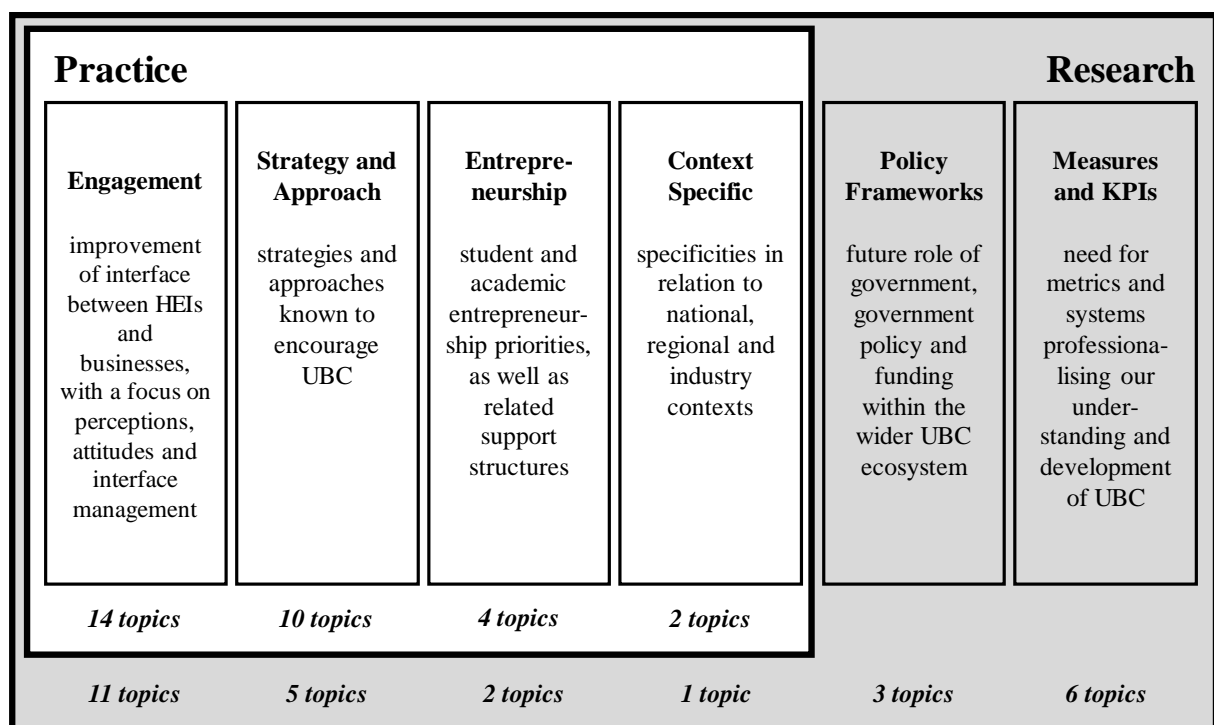 Practice
Research
Engagement
improvement
of interface
between HEIs
and
businesses,
with a focus on
perceptions,
attitudes and
interface
management
Strategy and
Approach
strategies and
approaches
known to
encourage
UBC
Entrepre-
neurship
student and
academic
entrepreneur-
ship priorities,
as well as
related
support
structures
Context
Specific
specificities in
relation to
national,
regional and
industry
contexts
Policy
Frameworks
future role of
government,
government
policy and
funding
within the
wider UBC
ecosystem
Measures
and KPIs
need for
metrics and
systems
professiona-
lising our
under-
standing and
development
of UBC
14 topics
10 topics
4 topics
2 topics
11 topics
5 topics
2 topics
1 topic
3 topics
6 topics